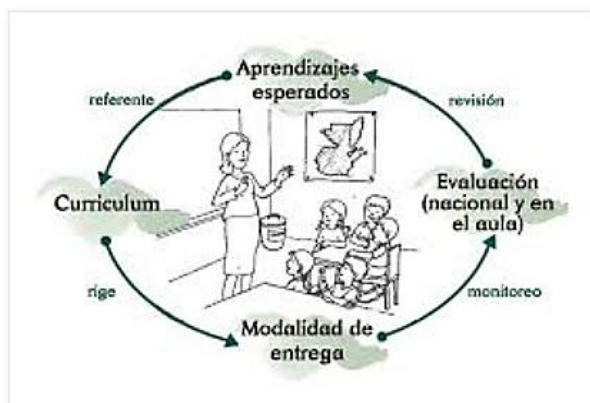 Aprendizajes
esperados
referente
revisión
Curriculum
Evaluación
(nacional y en
el aula)
rige
monitoreo
Modalidad de
entrega